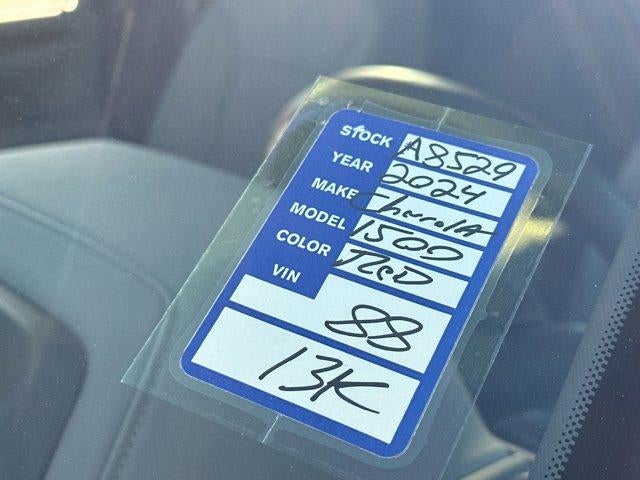 STOCK A8529
YEAR 2024
MAKE Chevrolet
MODEL 1500
COLOR Red
VIN 88
13K